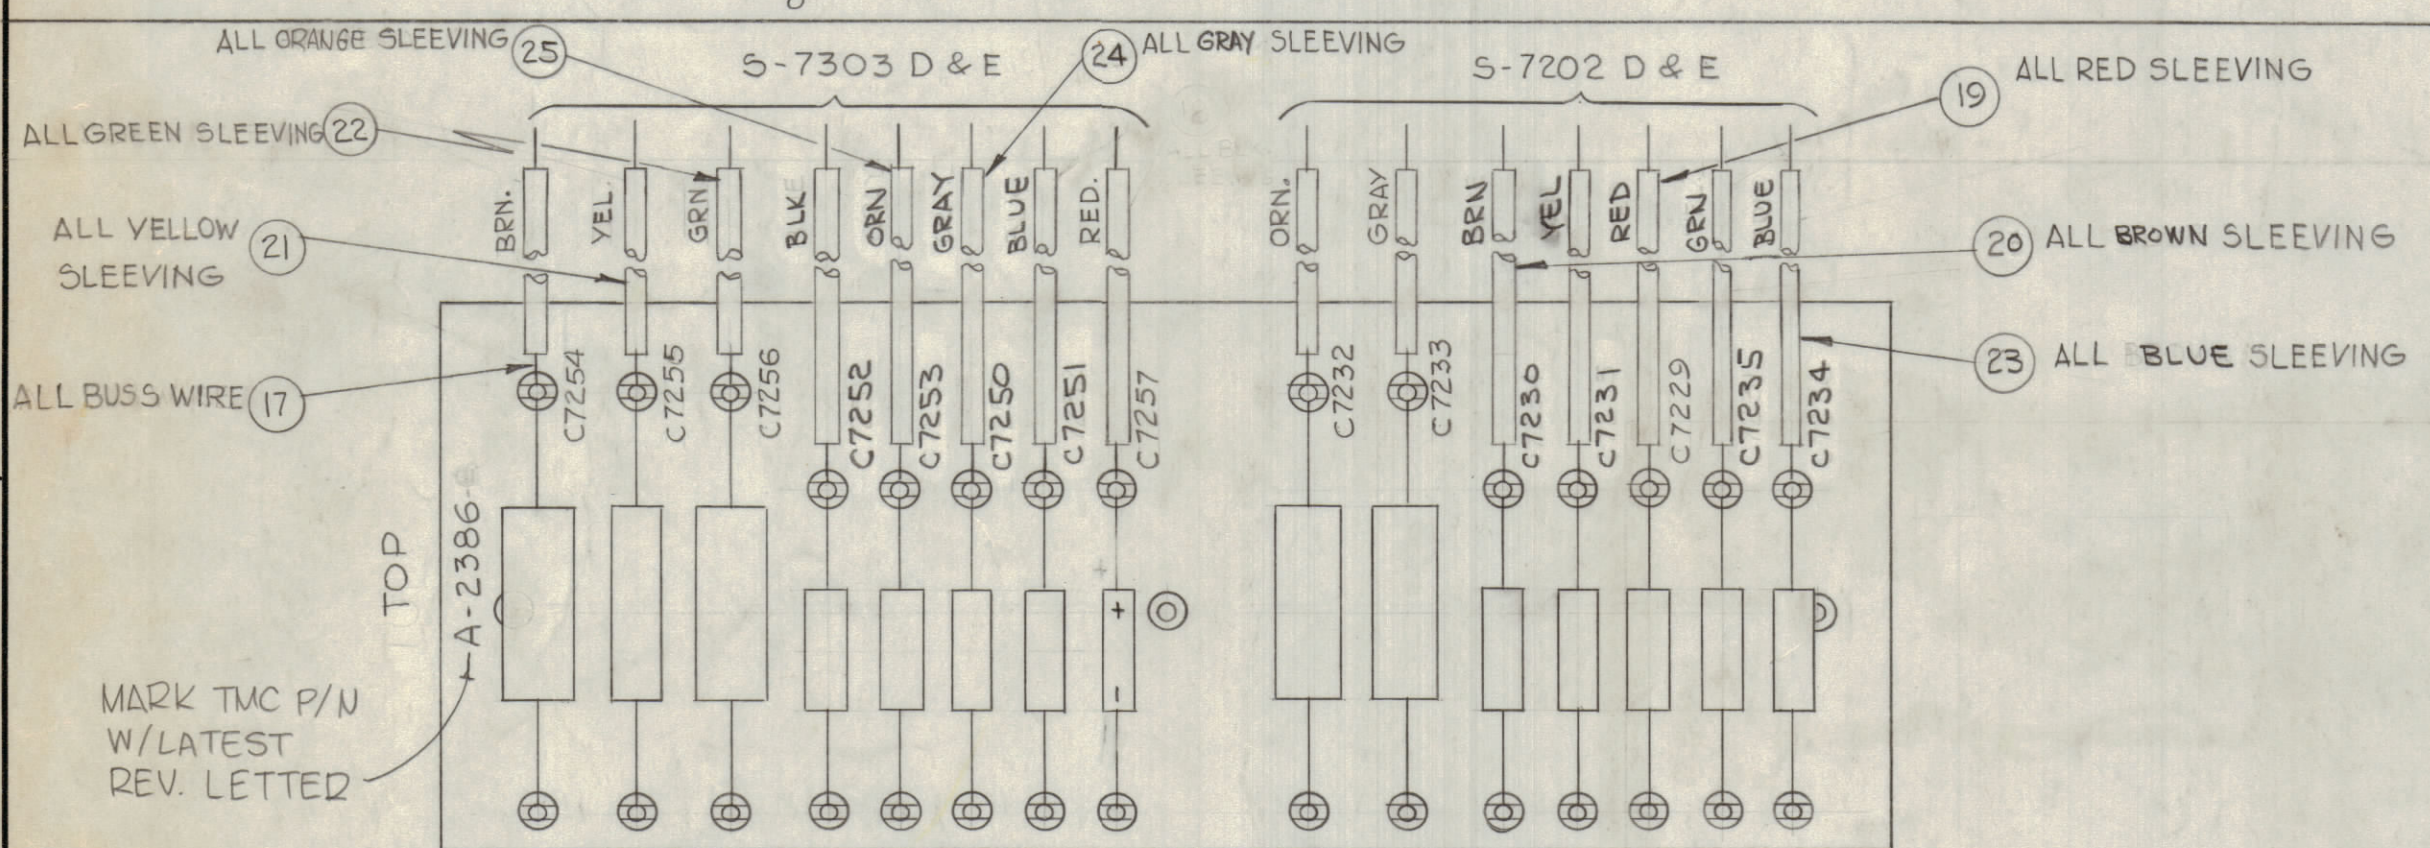 ALL ORANGE SLEEVING 25
S-7303 D & E
24 ALL GRAY SLEEVING
S-7202 D & E
19 ALL RED SLEEVING
ALL GREEN SLEEVING 22
BRN.
YEL.
GRN
BLK
ORN
GRAY
BLUE
RED.
ORN.
GRAY
BRN
YEL
RED
GRN
BLUE
ALL YELLOW
SLEEVING
21
20 ALL BROWN SLEEVING
ALL BUSS WIRE 17
23 ALL BLUE SLEEVING
C7254
C7255
C7256
C7252
C7253
C7250
C7251
C7257
C7232
C7233
C7230
C7231
C7229
C7235
C7234
TOP
A-2386-
+
+
-
MARK TMC P/N
W/LATEST
REV. LETTER